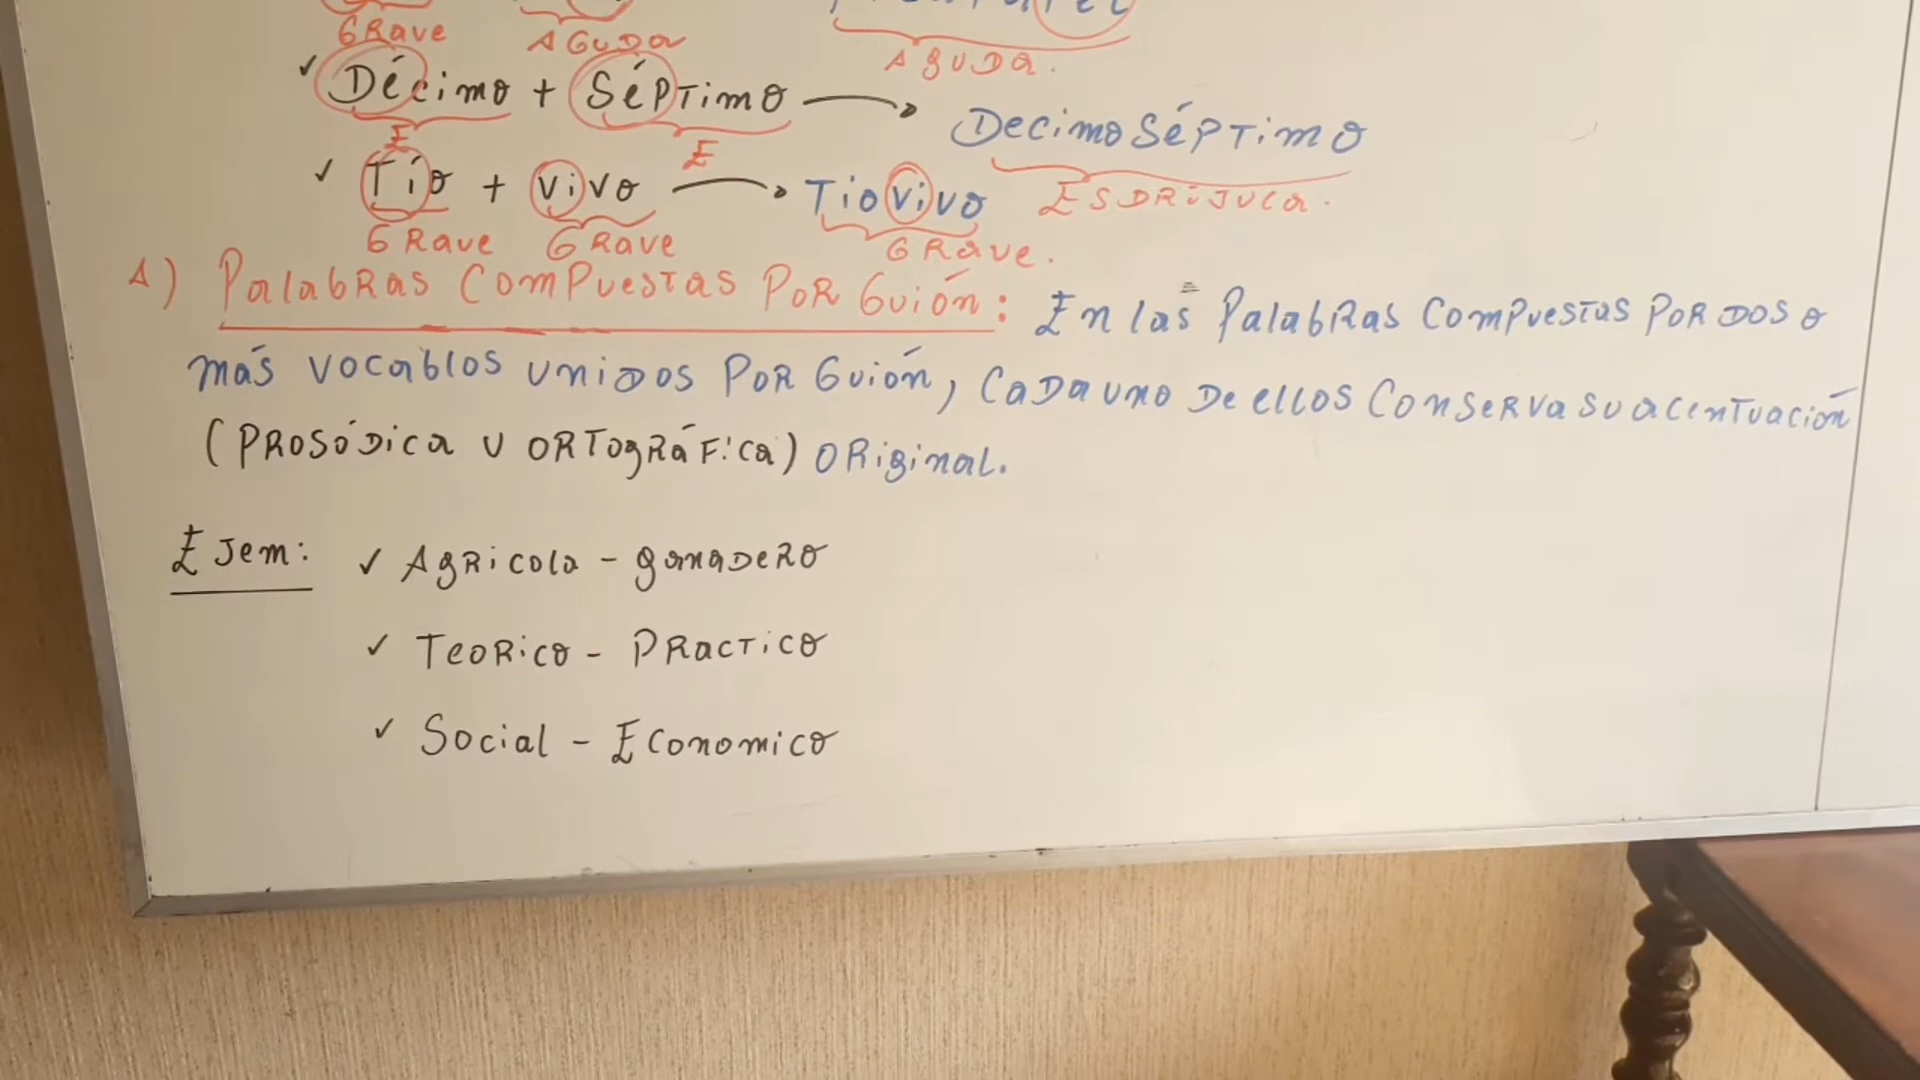 GRave AGUDa
AGUDa.
✓ Décimo + SéPTimo → DecimoSéPTimo
E E
ESDRÚJULa.
✓ Tío + vivo → Tiovivo
GRave GRave GRave.
A) PalabRas ComPuestas PoR Guión: En las PalabRas ComPuestas PoR DOS o
más vocablos uniDos PoR Guión, CaDa uno De ellos ConseRva su acentuación
(PROSÓDica u ORTogRáFica) ORiginal.
EJem: ✓ AgRicola - ganaDeRo
✓ TeoRico - PRacTico
✓ Social - Economico